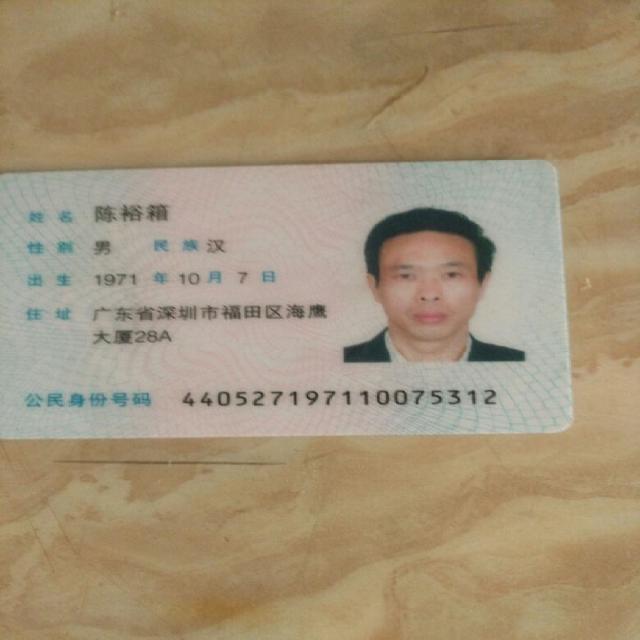 姓名 陈裕箱
性别 男 民族 汉
出生 1971 年 10 月 7 日
住址 广东省深圳市福田区海鹰
大厦28A
公民身份号码 440527197110075312